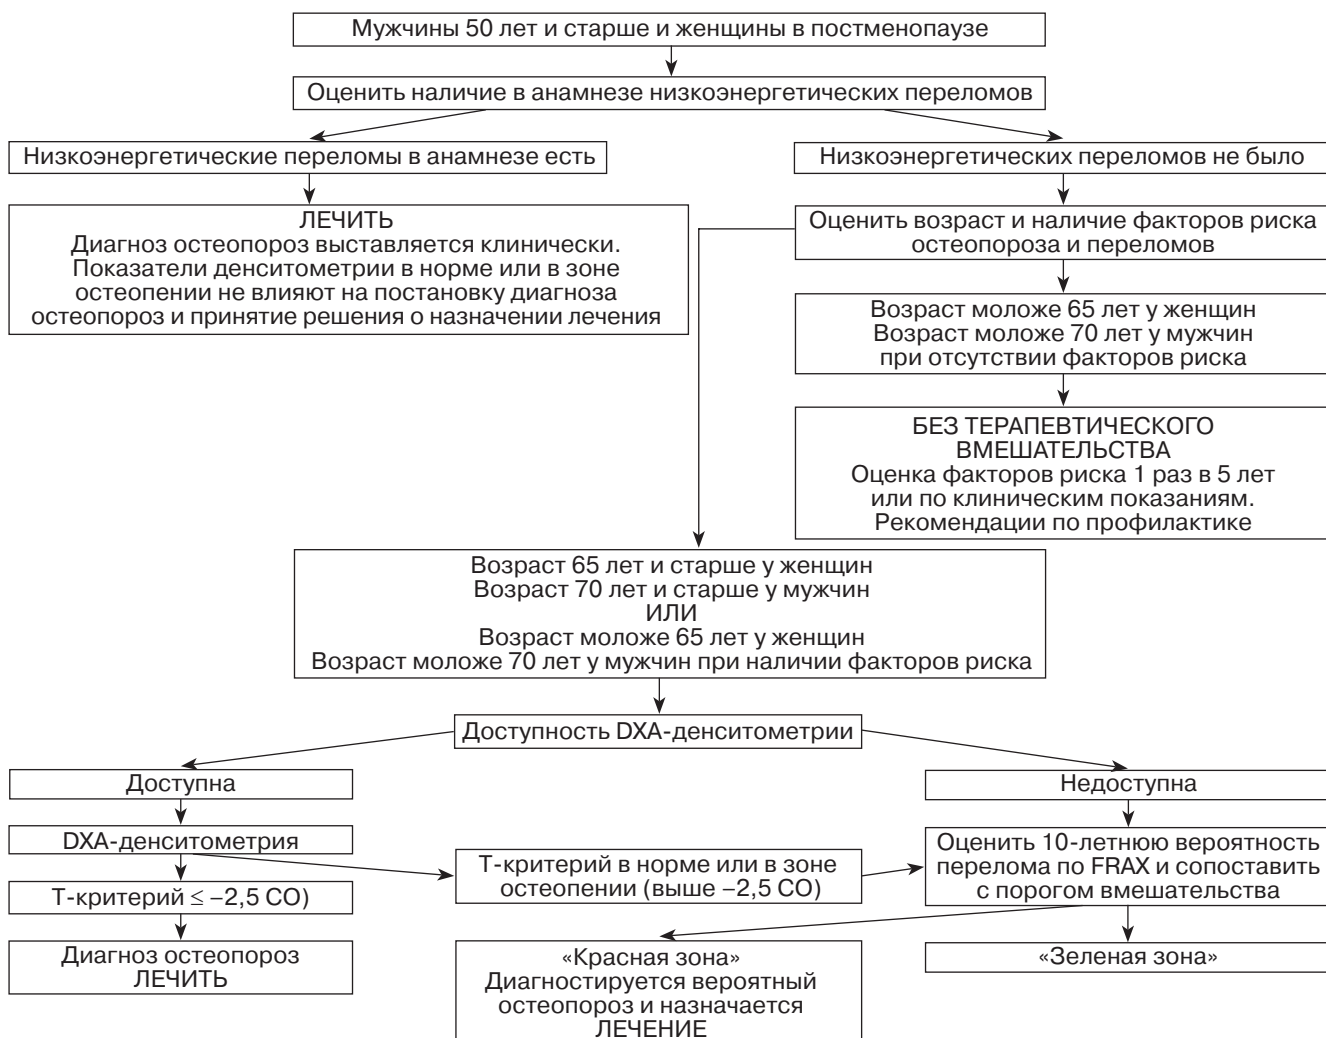 Мужчины 50 лет и старше и женщины в постменопаузе
Оценить наличие в анамнезе низкоэнергетических переломов
Низкоэнергетические переломы в анамнезе есть
Низкоэнергетических переломов не было
ЛЕЧИТЬ
Диагноз остеопороз выставляется клинически.
Показатели денситометрии в норме или в зоне
остеопении не влияют на постановку диагноза
остеопороз и принятие решения о назначении лечения
Оценить возраст и наличие факторов риска
остеопороза и переломов
Возраст моложе 65 лет у женщин
Возраст моложе 70 лет у мужчин
при отсутствии факторов риска
БЕЗ ТЕРАПЕВТИЧЕСКОГО
ВМЕШАТЕЛЬСТВА
Оценка факторов риска 1 раз в 5 лет
или по клиническим показаниям.
Рекомендации по профилактике
Возраст 65 лет и старше у женщин
Возраст 70 лет и старше у мужчин
ИЛИ
Возраст моложе 65 лет у женщин
Возраст моложе 70 лет у мужчин при наличии факторов риска
Доступность DXA-денситометрии
Доступна
Недоступна
DXA-денситометрия
Т-критерий в норме или в зоне
остеопении (выше −2,5 СО)
Оценить 10-летнюю вероятность
перелома по FRAX и сопоставить
с порогом вмешательства
Т-критерий ≤ −2,5 СО)
Диагноз остеопороз
ЛЕЧИТЬ
«Красная зона»
Диагностируется вероятный
остеопороз и назначается
ЛЕЧЕНИЕ
«Зеленая зона»